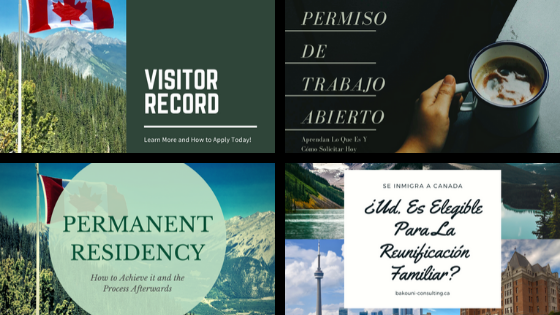 VISITOR
RECORD
Learn More and How to Apply Today!
PERMISO
DE
TRABAJO
ABIERTO
Aprendan Lo Que Es Y
Cómo Solicitar Hoy
PERMANENT
RESIDENCY
How to Achieve it and the
Process Afterwards
SE INMIGRA A CANADA
¿Ud. Es Elegible
Para La
Reunificación
Familiar?
bakouni-consulting.ca